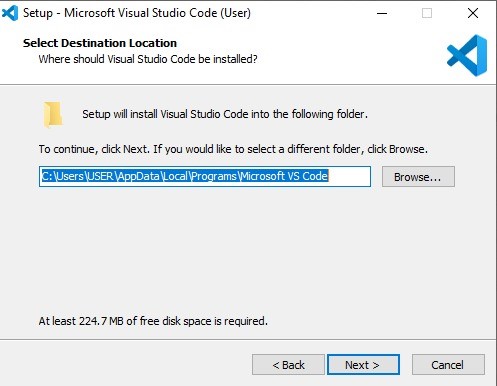 Setup - Microsoft Visual Studio Code (User)
Select Destination Location
Where should Visual Studio Code be installed?
Setup will install Visual Studio Code into the following folder.
To continue, click Next. If you would like to select a different folder, click Browse.
C:\Users\USER\AppData\Local\Programs\Microsoft VS Code
Browse...
At least 224.7 MB of free disk space is required.
< Back
Next >
Cancel